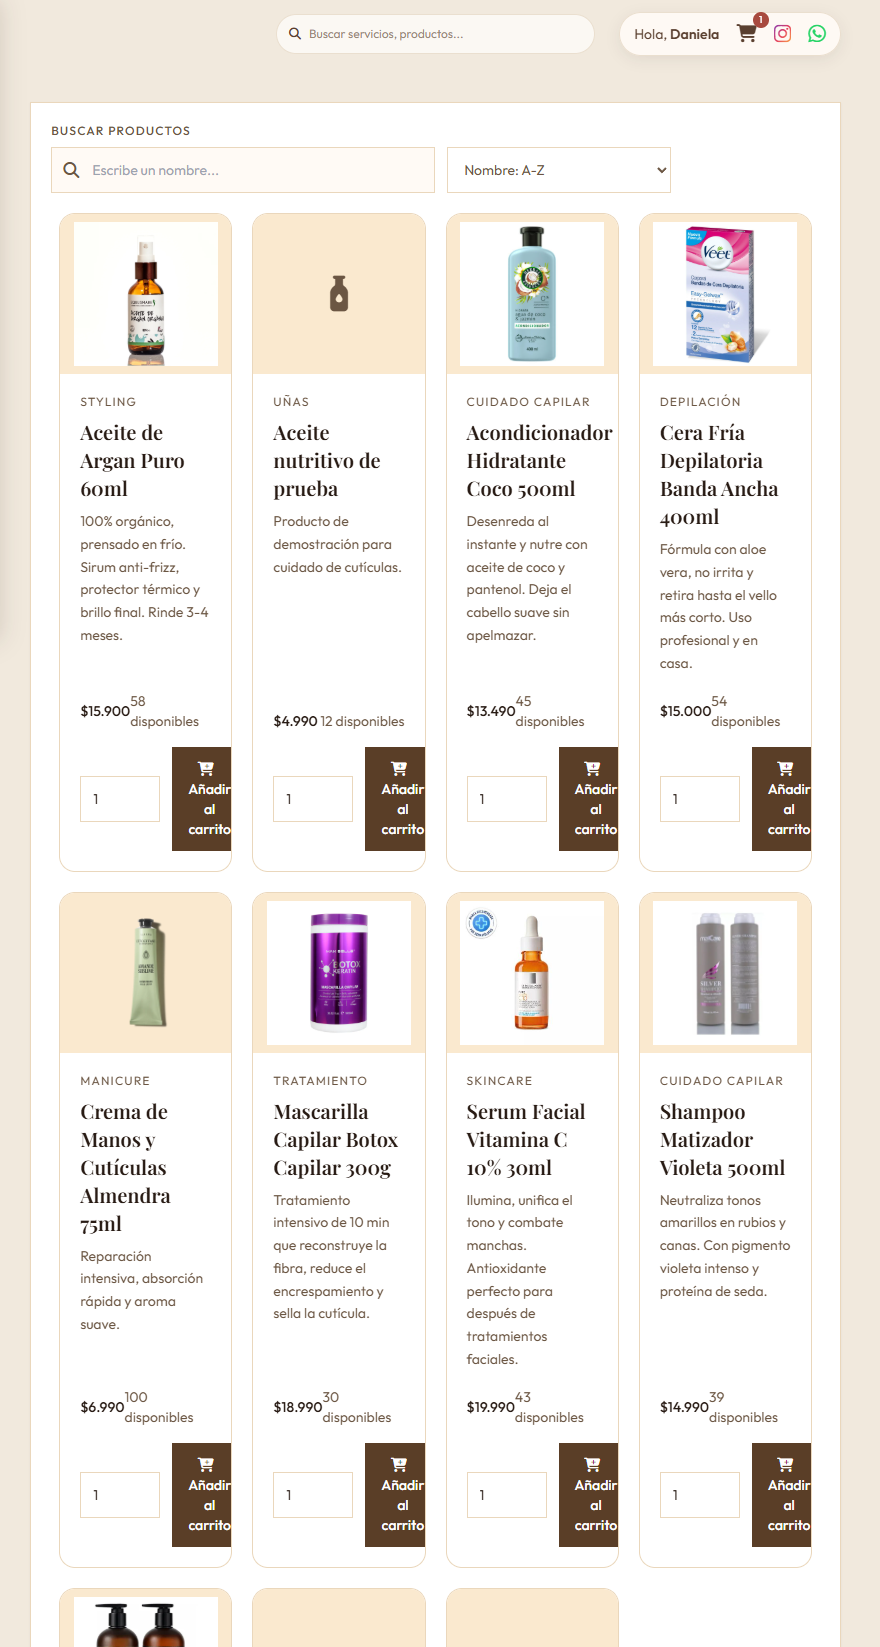 Buscar servicios, productos...
Hola, Daniela
1
BUSCAR PRODUCTOS
Escribe un nombre...
Nombre: A-Z
Veet
STYLING
Aceite de
Argan Puro
60ml
100% orgánico,
prensado en frío.
Sirum anti-frizz,
protector térmico y
brillo final. Rinde 3-4
meses.
$15.900
58
disponibles
1
Añadir
al
carrito
UÑAS
Aceite
nutritivo de
prueba
Producto de
demostración para
cuidado de cutículas.
$4.990 12 disponibles
1
Añadir
al
carrito
CUIDADO CAPILAR
Acondicionador
Hidratante
Coco 500ml
Desenreda al
instante y nutre con
aceite de coco y
pantenol. Deja el
cabello suave sin
apelmazar.
$13.490
45
disponibles
1
Añadir
al
carrito
DEPILACIÓN
Cera Fría
Depilatoria
Banda Ancha
400ml
Fórmula con aloe
vera, no irrita y
retira hasta el vello
más corto. Uso
profesional y en
casa.
$15.000
54
disponibles
1
Añadir
al
carrito
BOTOX
KERATIN
SILVER
MANICURE
Crema de
Manos y
Cutículas
Almendra
75ml
Reparación
intensiva, absorción
rápida y aroma
suave.
$6.990
100
disponibles
1
Añadir
al
carrito
TRATAMIENTO
Mascarilla
Capilar Botox
Capilar 300g
Tratamiento
intensivo de 10 min
que reconstruye la
fibra, reduce el
encrespamiento y
sella la cutícula.
$18.990
30
disponibles
1
Añadir
al
carrito
SKINCARE
Serum Facial
Vitamina C
10% 30ml
Ilumina, unifica el
tono y combate
manchas.
Antioxidante
perfecto para
después de
tratamientos
faciales.
$19.990
43
disponibles
1
Añadir
al
carrito
CUIDADO CAPILAR
Shampoo
Matizador
Violeta 500ml
Neutraliza tonos
amarillos en rubios y
canas. Con pigmento
violeta intenso y
proteína de seda.
$14.990
39
disponibles
1
Añadir
al
carrito